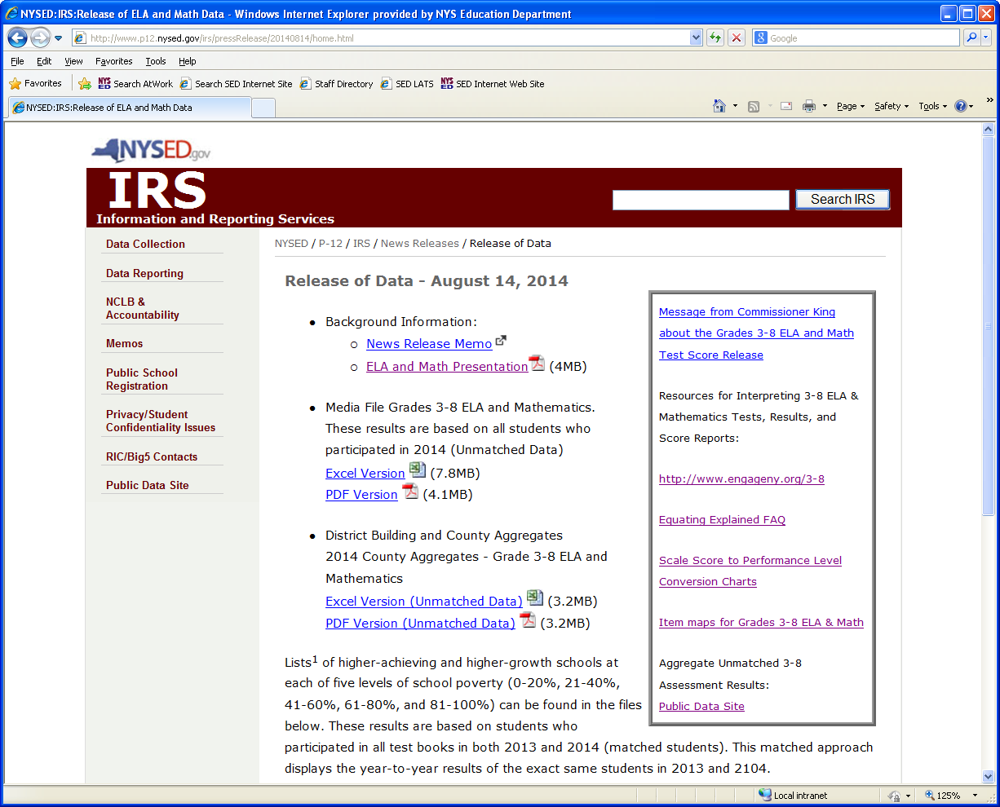 NYSED:IRS:Release of ELA and Math Data - Windows Internet Explorer provided by NYS Education Department
http://www.p12.nysed.gov/irs/pressRelease/20140814/home.html
Google
File Edit View Favorites Tools Help
Favorites NYS ED Search AtWork Search SED Internet Site Staff Directory SED LATS NYS ED SED Internet Web Site
NYSED:IRS:Release of ELA and Math Data
Page Safety Tools
NYSED.gov
IRS
Information and Reporting Services
Search IRS
Data Collection
Data Reporting
NCLB &
Accountability
Memos
Public School
Registration
Privacy/Student
Confidentiality Issues
RIC/Big5 Contacts
Public Data Site
NYSED / P-12 / IRS / News Releases / Release of Data
Release of Data - August 14, 2014
• Background Information:
○ News Release Memo
○ ELA and Math Presentation (4MB)
• Media File Grades 3-8 ELA and Mathematics.
These results are based on all students who
participated in 2014 (Unmatched Data)
Excel Version (7.8MB)
PDF Version (4.1MB)
• District Building and County Aggregates
2014 County Aggregates - Grade 3-8 ELA and
Mathematics
Excel Version (Unmatched Data) (3.2MB)
PDF Version (Unmatched Data) (3.2MB)
Message from Commissioner King
about the Grades 3-8 ELA and Math
Test Score Release
Resources for Interpreting 3-8 ELA &
Mathematics Tests, Results, and
Score Reports:
http://www.engageny.org/3-8
Equating Explained FAQ
Scale Score to Performance Level
Conversion Charts
Item maps for Grades 3-8 ELA & Math
Aggregate Unmatched 3-8
Assessment Results:
Public Data Site
Lists1 of higher-achieving and higher-growth schools at
each of five levels of school poverty (0-20%, 21-40%,
41-60%, 61-80%, and 81-100%) can be found in the files
below. These results are based on students who
participated in all test books in both 2013 and 2014 (matched students). This matched approach
displays the year-to-year results of the exact same students in 2013 and 2104.
Local intranet 125%